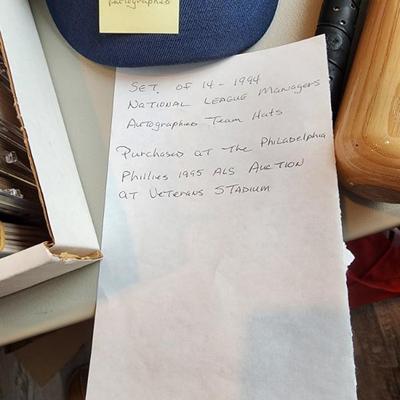 Autographed
SET OF 14 - 1994
NATIONAL LEAGUE MANAGERS
AUTOGRAPHED TEAM HATS
PURCHASED AT THE PHILADELPHIA
PHILLIES 1995 ALS AUCTION
AT VETERANS STADIUM